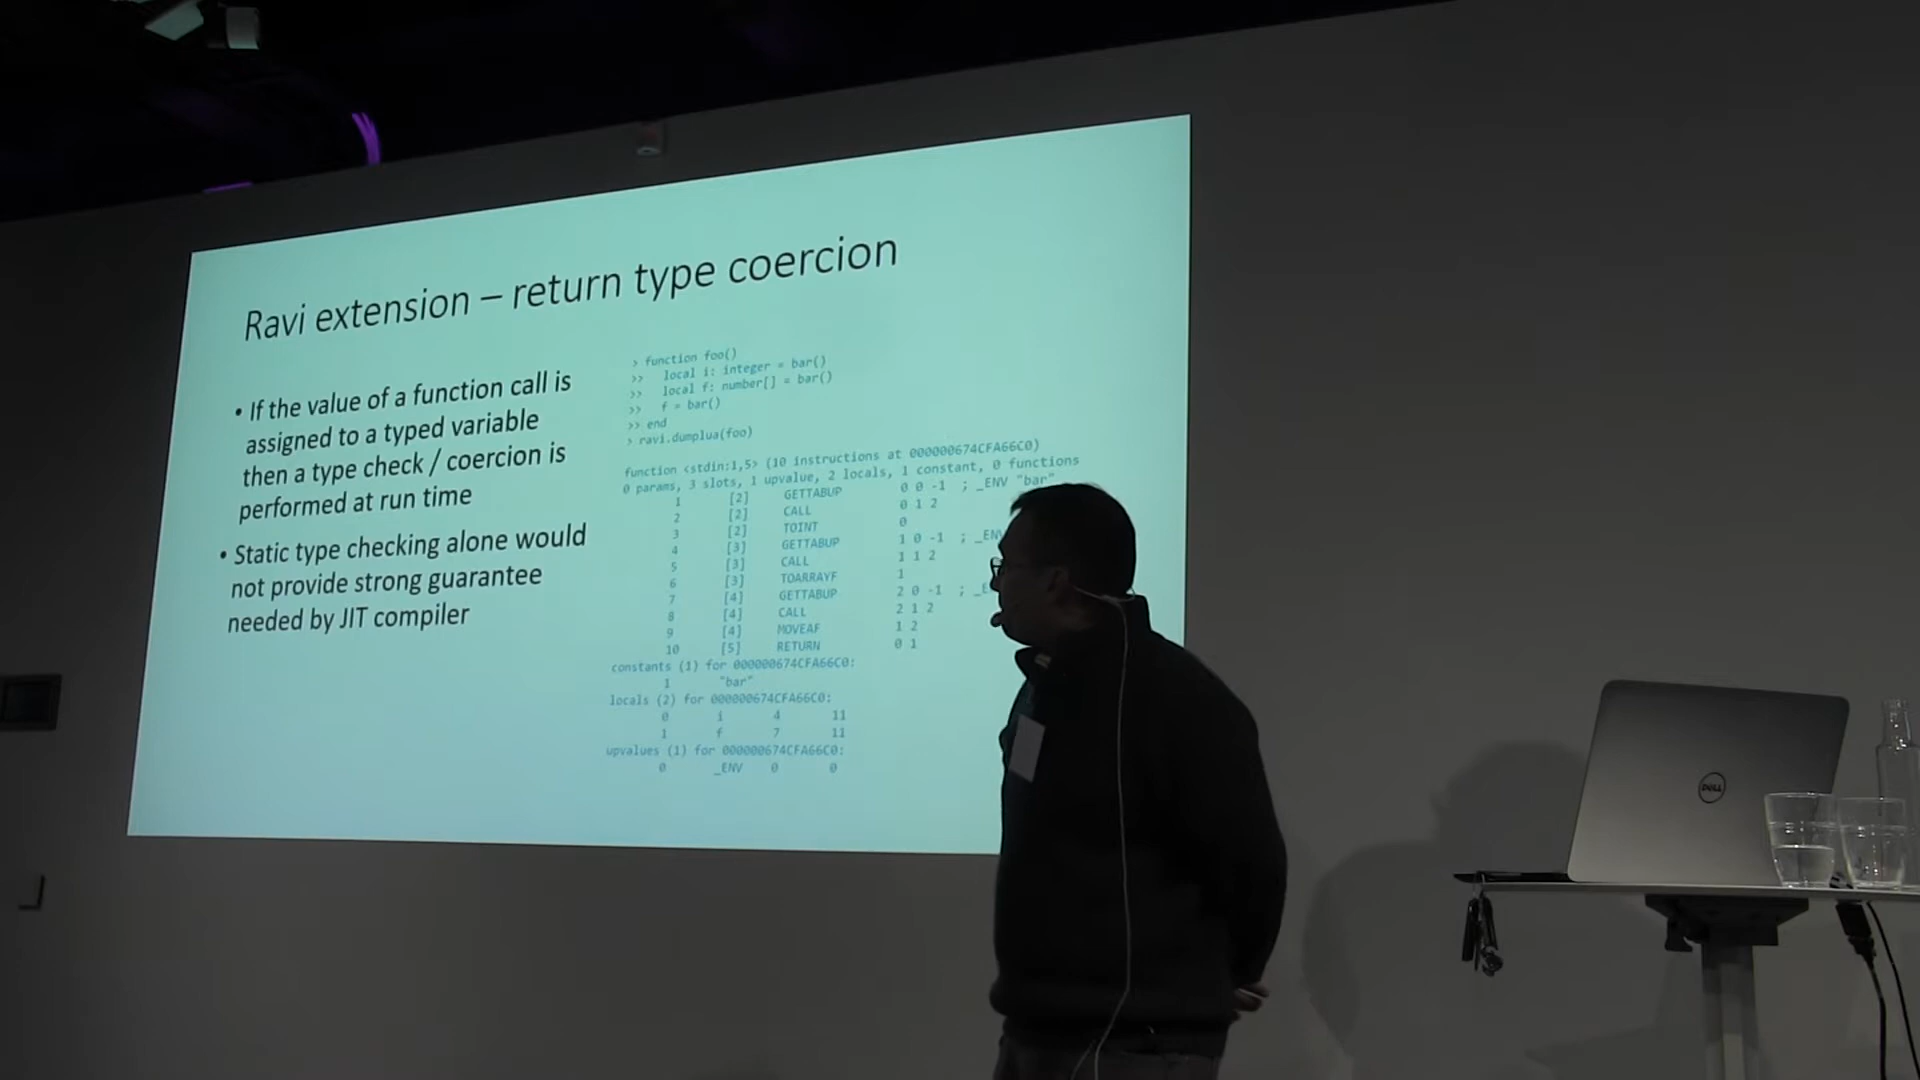 Ravi extension – return type coercion
• If the value of a function call is
assigned to a typed variable
then a type check / coercion is
performed at run time
• Static type checking alone would
not provide strong guarantee
needed by JIT compiler
> function foo()
>> local i: integer = bar()
>> local f: number[] = bar()
>> f = bar()
>> end
> ravi.dumplua(foo)
function <stdin:1,5> (10 instructions at 000000674CFA66C0)
0 params, 3 slots, 1 upvalue, 2 locals, 1 constant, 0 functions
1 [2] GETTABUP 0 0 -1 ; _ENV "bar"
2 [2] CALL 0 1 2
3 [2] TOINT 0
4 [3] GETTABUP 1 0 -1 ; _ENV
5 [3] CALL 1 1 2
6 [3] TOARRAYF 1
7 [4] GETTABUP 2 0 -1 ;
8 [4] CALL 2 1 2
9 [4] MOVEAF 1 2
10 [5] RETURN 0 1
constants (1) for 000000674CFA66C0:
1 "bar"
locals (2) for 000000674CFA66C0:
0 i 4 11
1 f 7 11
upvalues (1) for 000000674CFA66C0:
0 _ENV 0 0
DELL